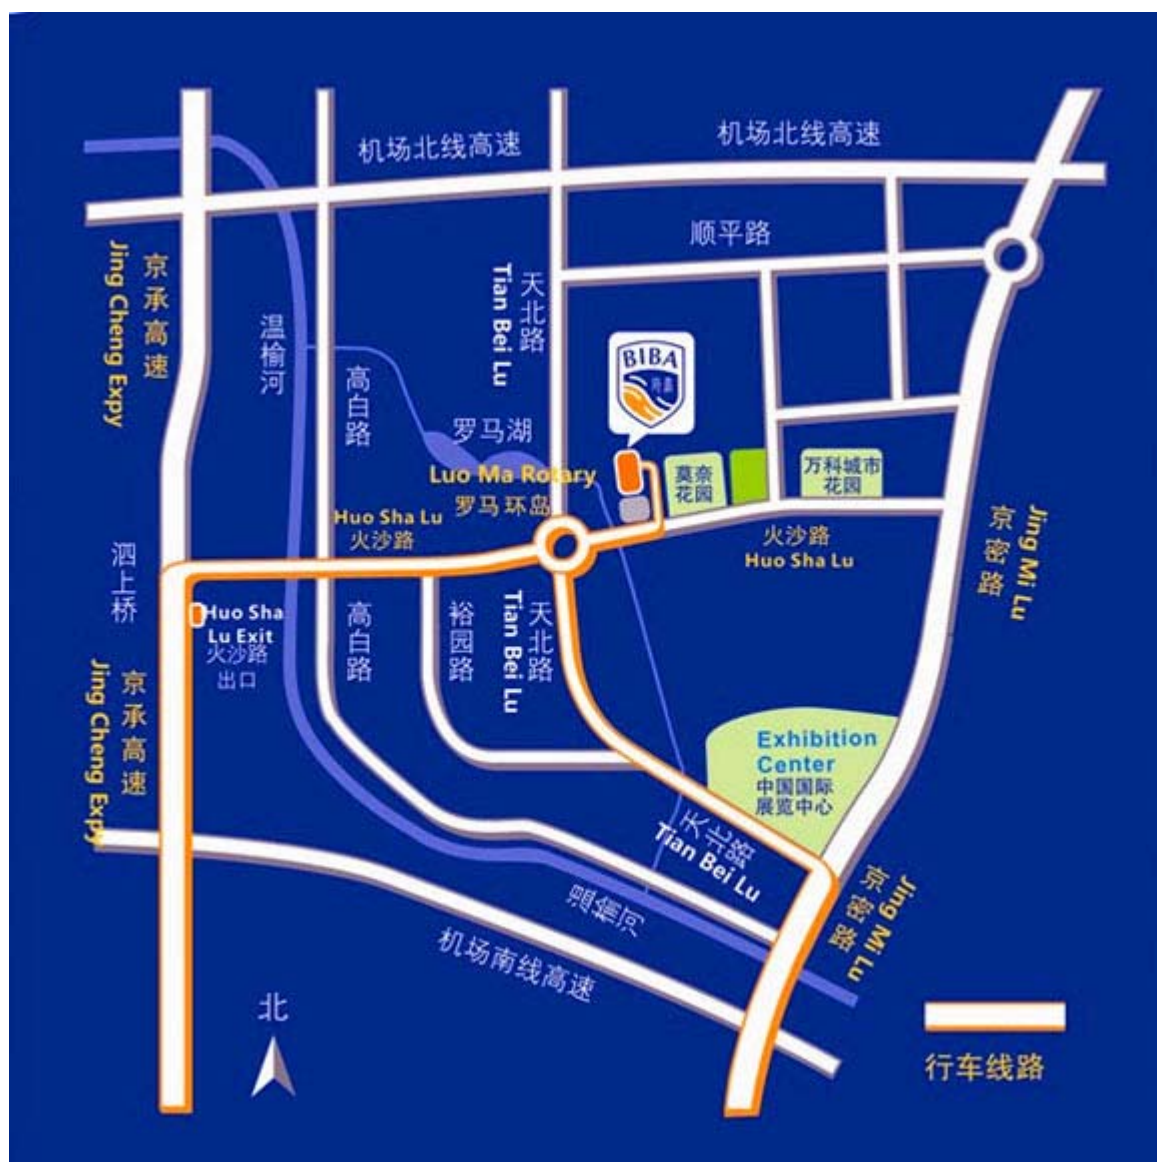 机场北线高速
机场北线高速
顺平路
京承高速
Jing Cheng Expy
天北路
Tian Bei Lu
温榆河
高白路
BIBA
海嘉
罗马湖
Luo Ma Rotary
罗马环岛
莫奈
花园
万科城市
花园
Huo Sha Lu
火沙路
火沙路
Huo Sha Lu
京密路
Jing Mi Lu
泗上桥
Huo Sha
Lu Exit
火沙路
出口
高白路
裕园路
天北路
Tian Bei Lu
京承高速
Jing Cheng Expy
Exhibition
Center
中国国际
展览中心
天北路
Tian Bei Lu
京密路
Jing Mi Lu
温榆河
机场南线高速
北
行车线路